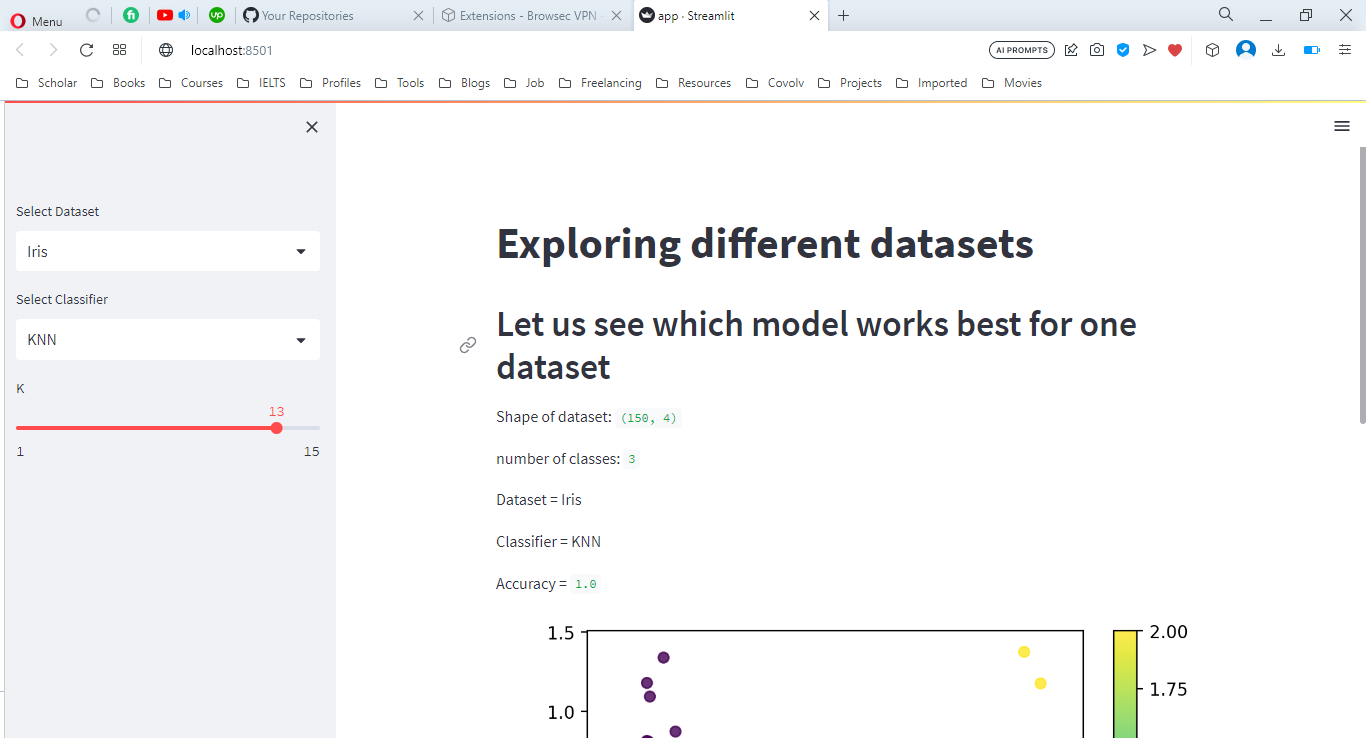 Menu
Your Repositories
Extensions - Browsec VPN
app · Streamlit
localhost:8501
AI PROMPTS
Scholar
Books
Courses
IELTS
Profiles
Tools
Blogs
Job
Freelancing
Resources
Covolv
Projects
Imported
Movies
Select Dataset
Iris
Select Classifier
KNN
K
13
1
15
Exploring different datasets
Let us see which model works best for one
dataset
Shape of dataset: (150, 4)
number of classes: 3
Dataset = Iris
Classifier = KNN
Accuracy = 1.0
1.5
1.0
2.00
1.75